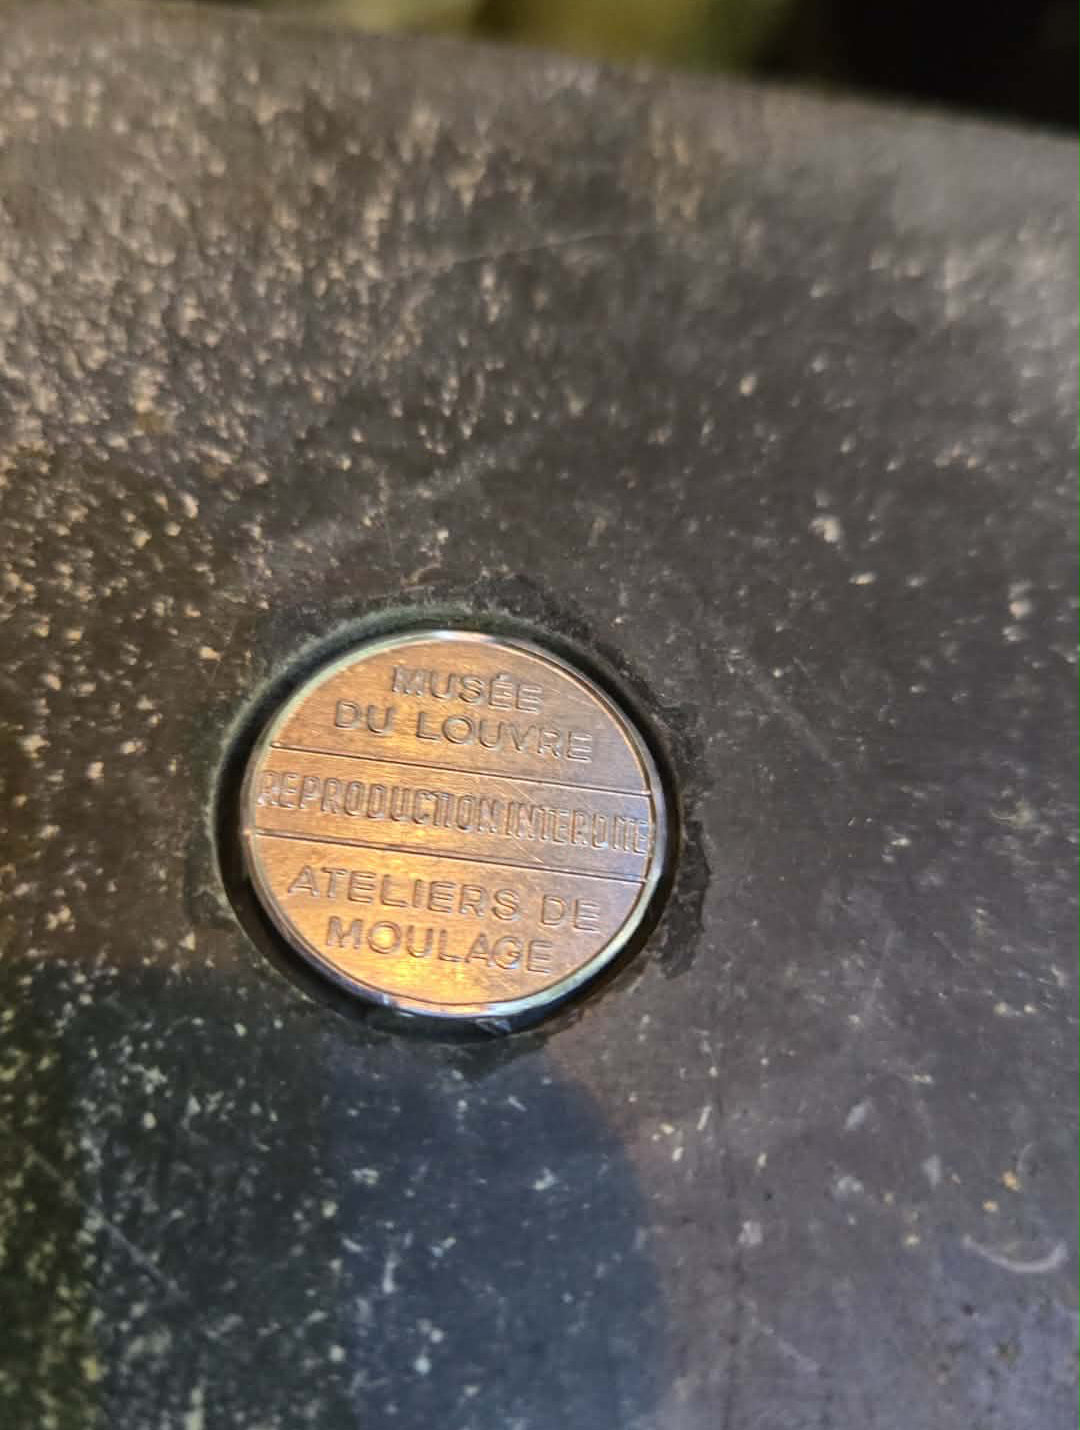 MUSÉE
DU LOUVRE
REPRODUCTION INTERDITE
ATELIERS DE
MOULAGE